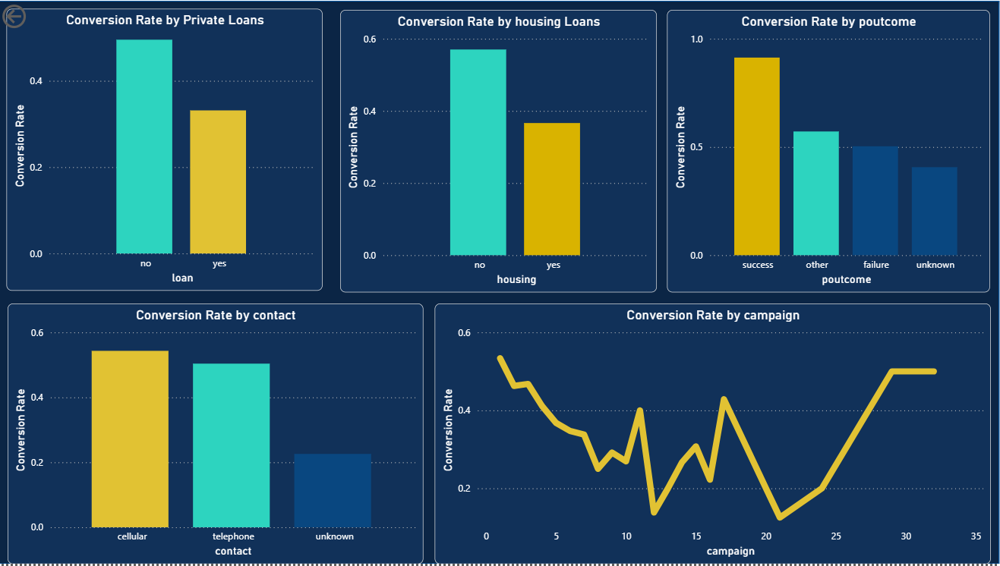 Conversion Rate by Private Loans
Conversion Rate
0.4
0.2
0.0
no yes
loan
Conversion Rate by housing Loans
Conversion Rate
0.6
0.4
0.2
0.0
no yes
housing
Conversion Rate by poutcome
Conversion Rate
1.0
0.5
0.0
success other failure unknown
poutcome
Conversion Rate by contact
Conversion Rate
0.6
0.4
0.2
0.0
cellular telephone unknown
contact
Conversion Rate by campaign
Conversion Rate
0.6
0.4
0.2
0 5 10 15 20 25 30 35
campaign